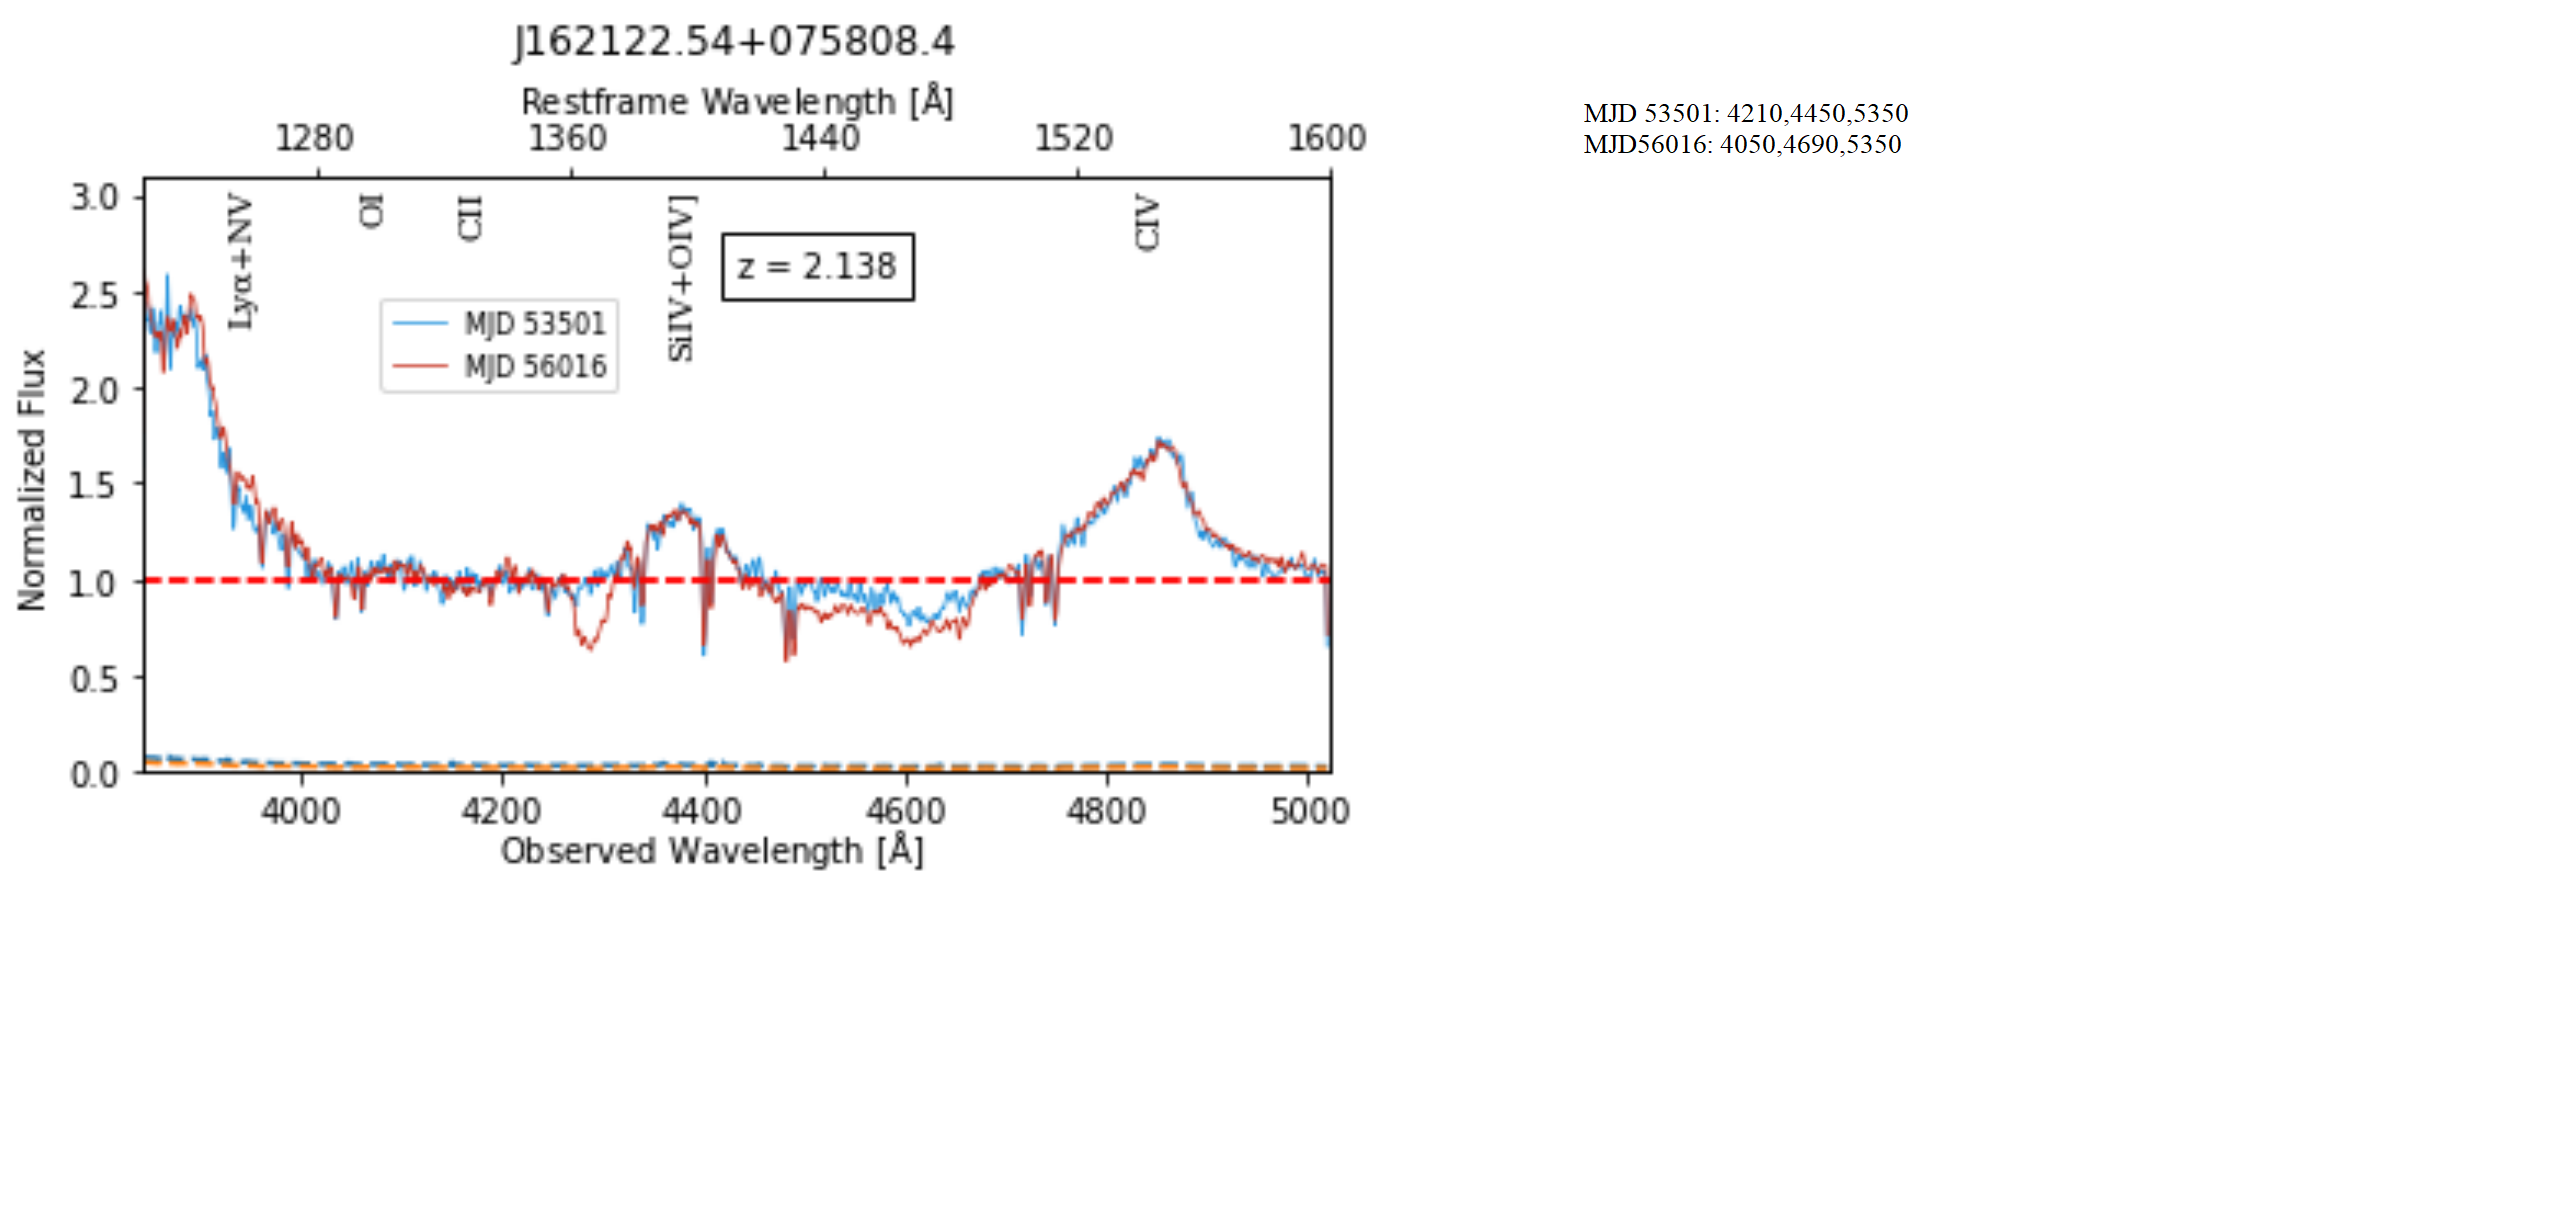 J162122.54+075808.4
Restframe Wavelength [Å]
1280 1360 1440 1520 1600
MJD 53501: 4210,4450,5350
MJD56016: 4050,4690,5350
Lyα+NV
OI
CII
SiIV+OIV]
CIV
z = 2.138
MJD 53501
MJD 56016
Normalized Flux
3.0
2.5
2.0
1.5
1.0
0.5
0.0
4000 4200 4400 4600 4800 5000
Observed Wavelength [Å]